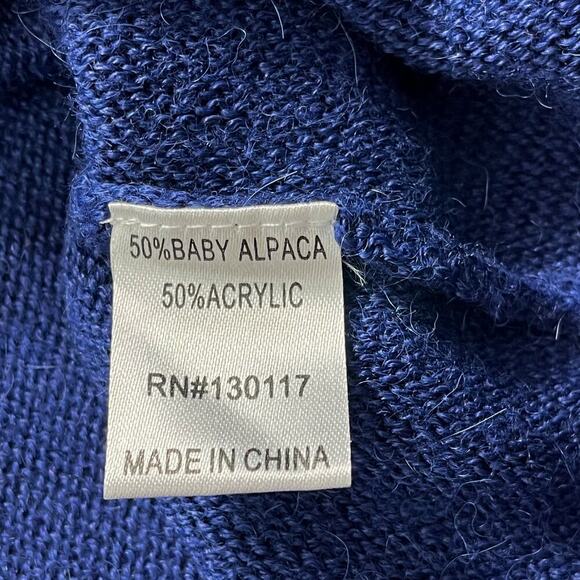 50%BABY ALPACA
50%ACRYLIC
RN#130117
MADE IN CHINA